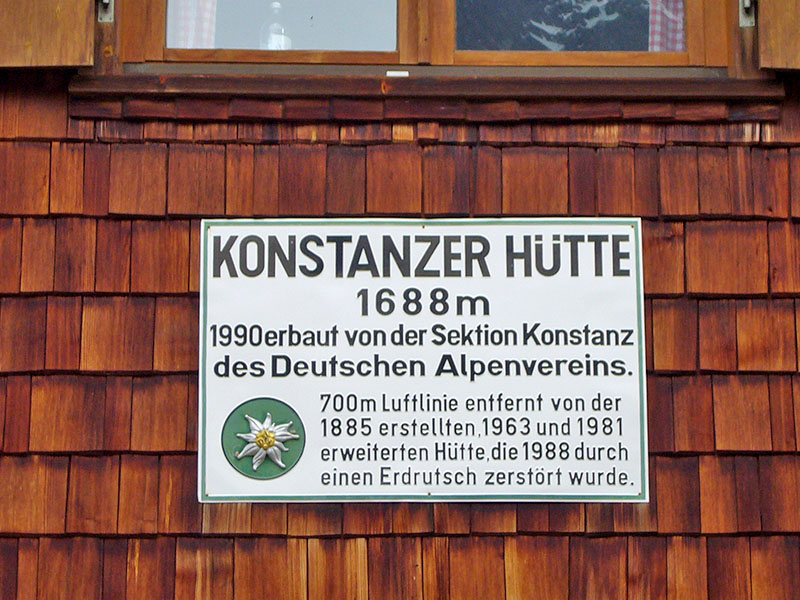 KONSTANZER HÜTTE
1688m
1990erbaut von der Sektion Konstanz
des Deutschen Alpenvereins.
700m Luftlinie entfernt von der
1885 erstellten,1963 und 1981
erweiterten Hütte,die 1988 durch
einen Erdrutsch zerstört wurde.